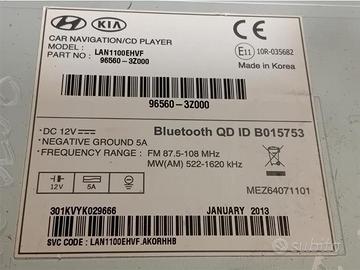 HYUNDAI KIA
CAR NAVIGATION/CD PLAYER
MODEL : LAN1100EHVF
PART NO : 96560-3Z000
CE
E11 10R-035682
Made in Korea
96560-3Z000
*DC 12V
*NEGATIVE GROUND 5A
*FREQUENCY RANGE : FM 87.5-108 MHz
MW(AM) 522-1620 kHz
Bluetooth QD ID B015753
12V 5A
MEZ64071101
301KVYK029666
JANUARY 2013
SVC CODE : LAN1100EHVF.AKORHHB
subito